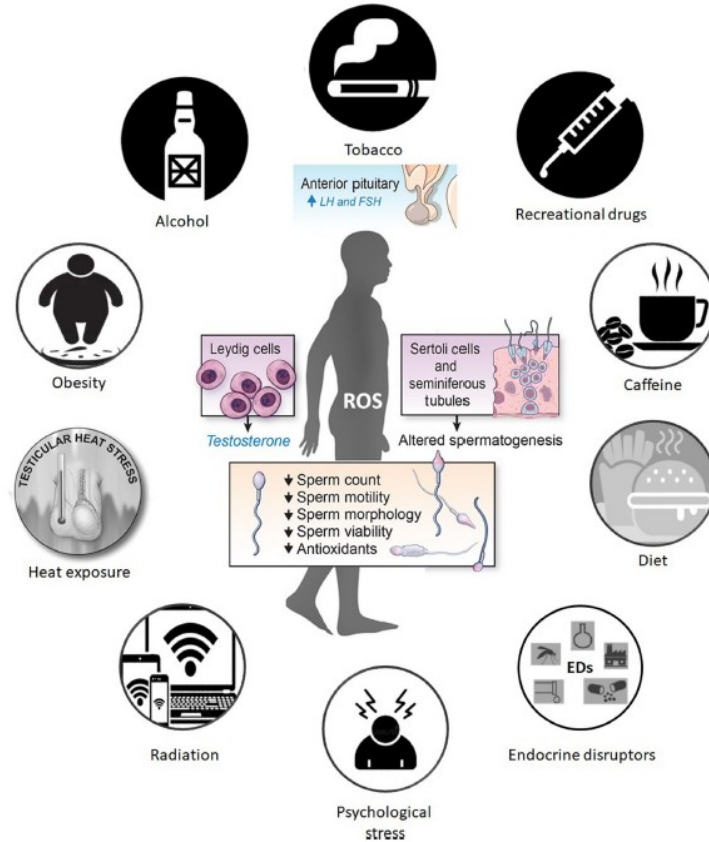 Tobacco
Alcohol
Recreational drugs
Anterior pituitary
↑ LH and FSH
Obesity
Caffeine
Leydig cells
Testosterone
ROS
Sertoli cells
and
seminiferous
tubules
Altered spermatogenesis
↓ Sperm count
↓ Sperm motility
↓ Sperm morphology
↓ Sperm viability
↓ Antioxidants
TESTICULAR HEAT STRESS
Heat exposure
Diet
Radiation
EDs
Endocrine disruptors
Psychological
stress